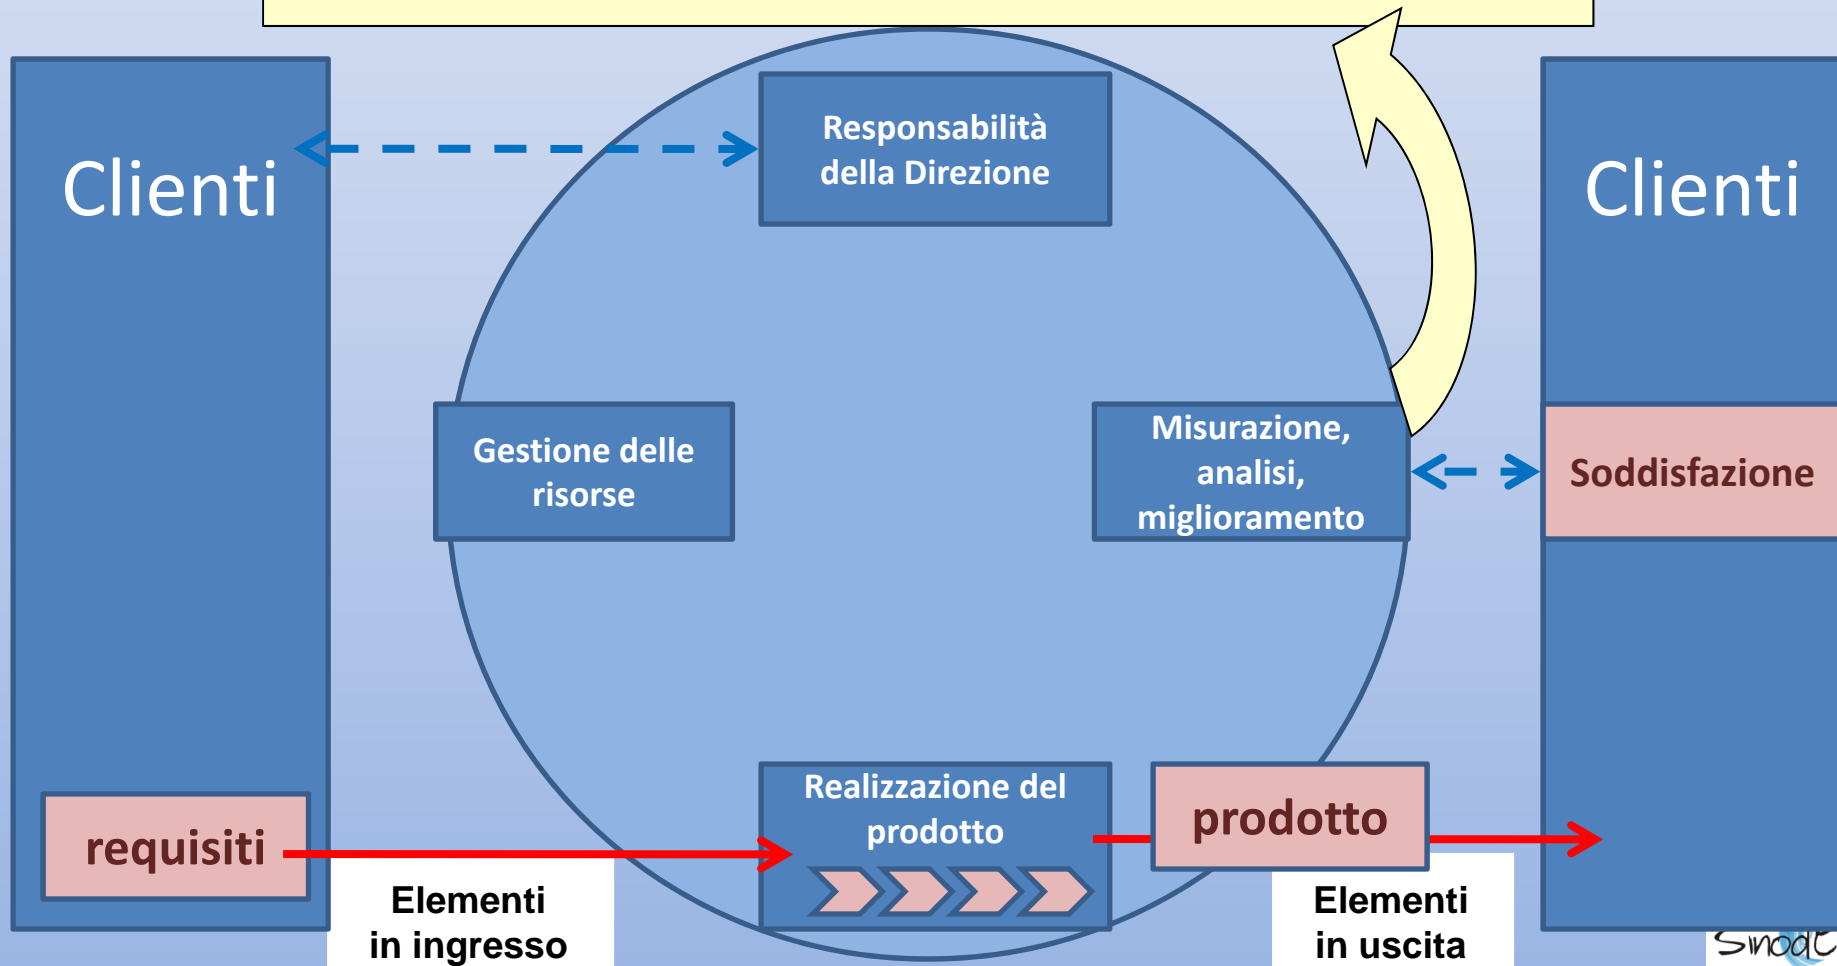 Clienti
Responsabilità
della Direzione
Clienti
Gestione delle
risorse
Misurazione,
analisi,
miglioramento
Soddisfazione
requisiti
Realizzazione del
prodotto
prodotto
Elementi
in ingresso
Elementi
in uscita